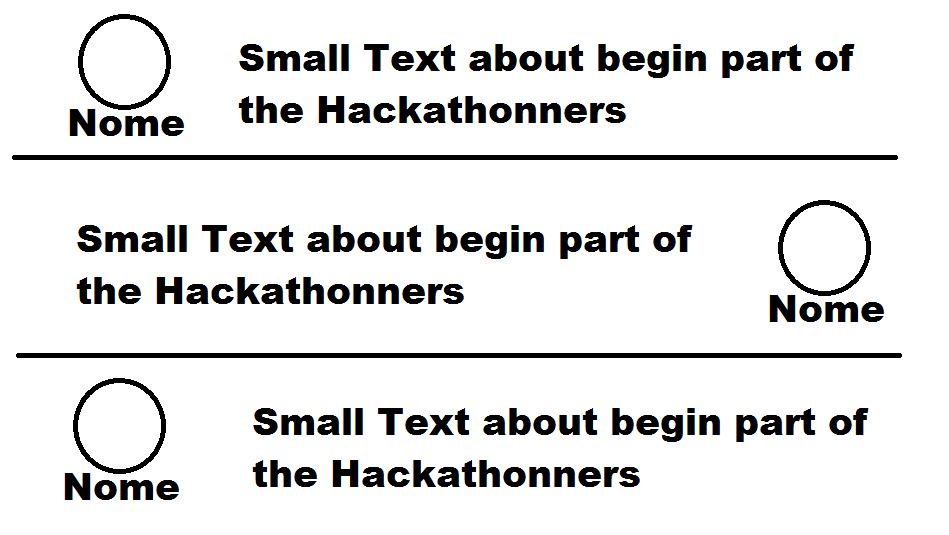 Nome
Small Text about begin part of
the Hackathonners
Small Text about begin part of
the Hackathonners
Nome
Nome
Small Text about begin part of
the Hackathonners